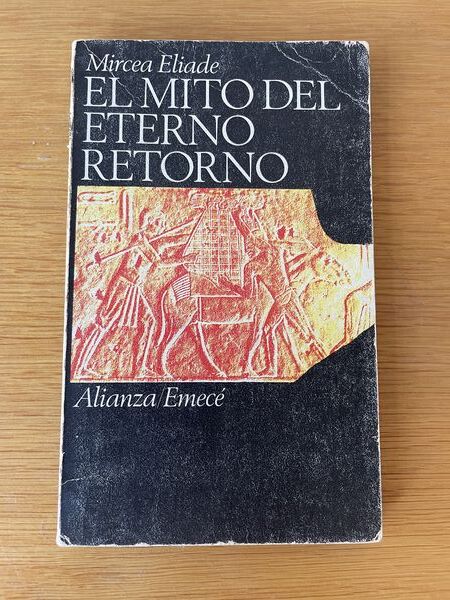 Mircea Eliade
EL MITO DEL
ETERNO
RETORNO
Alianza/Emecé